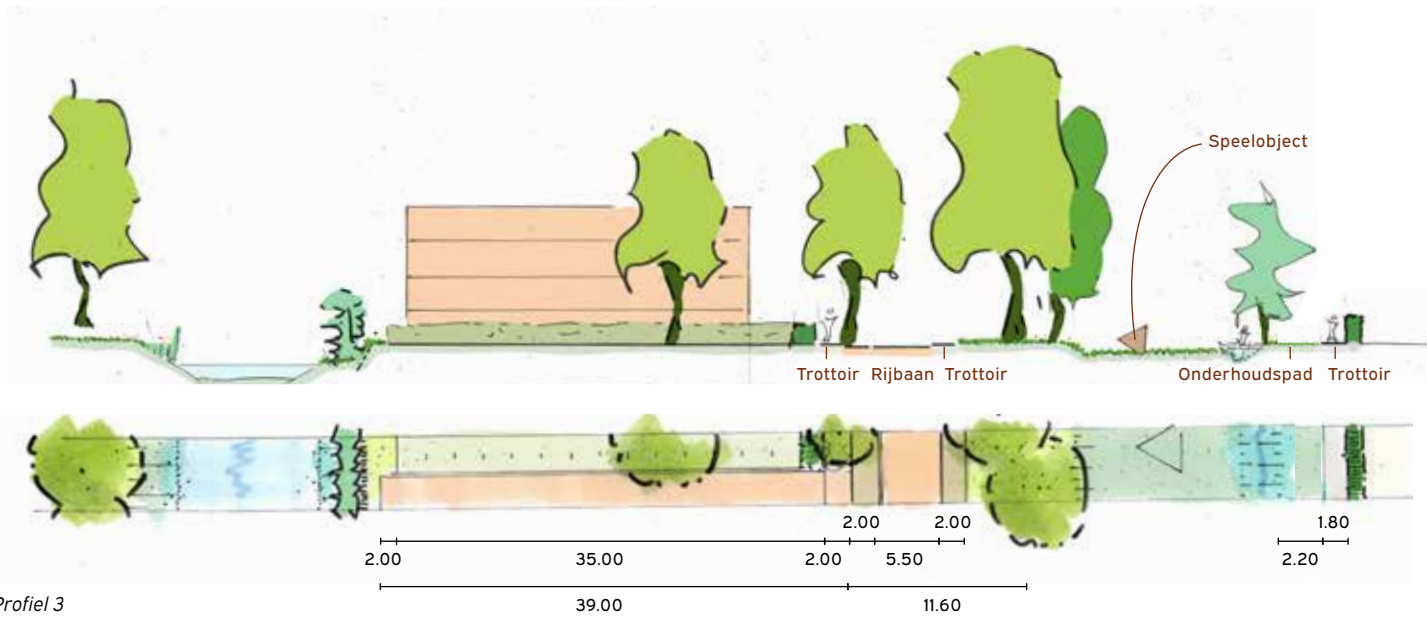 Speelobject
Trottoir Rijbaan Trottoir Onderhoudspad Trottoir
2.00 2.00 1.80
2.00 35.00 2.00 5.50 2.20
Profiel 3 39.00 11.60